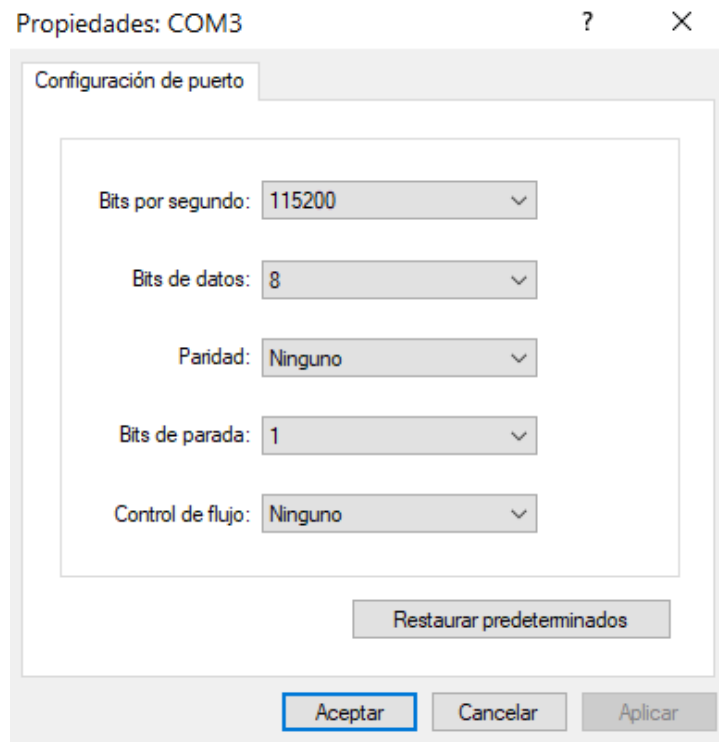 Propiedades: COM3 ?
Configuración de puerto
Bits por segundo: 115200
Bits de datos: 8
Paridad: Ninguno
Bits de parada: 1
Control de flujo: Ninguno
Restaurar predeterminados
Aceptar Cancelar Aplicar